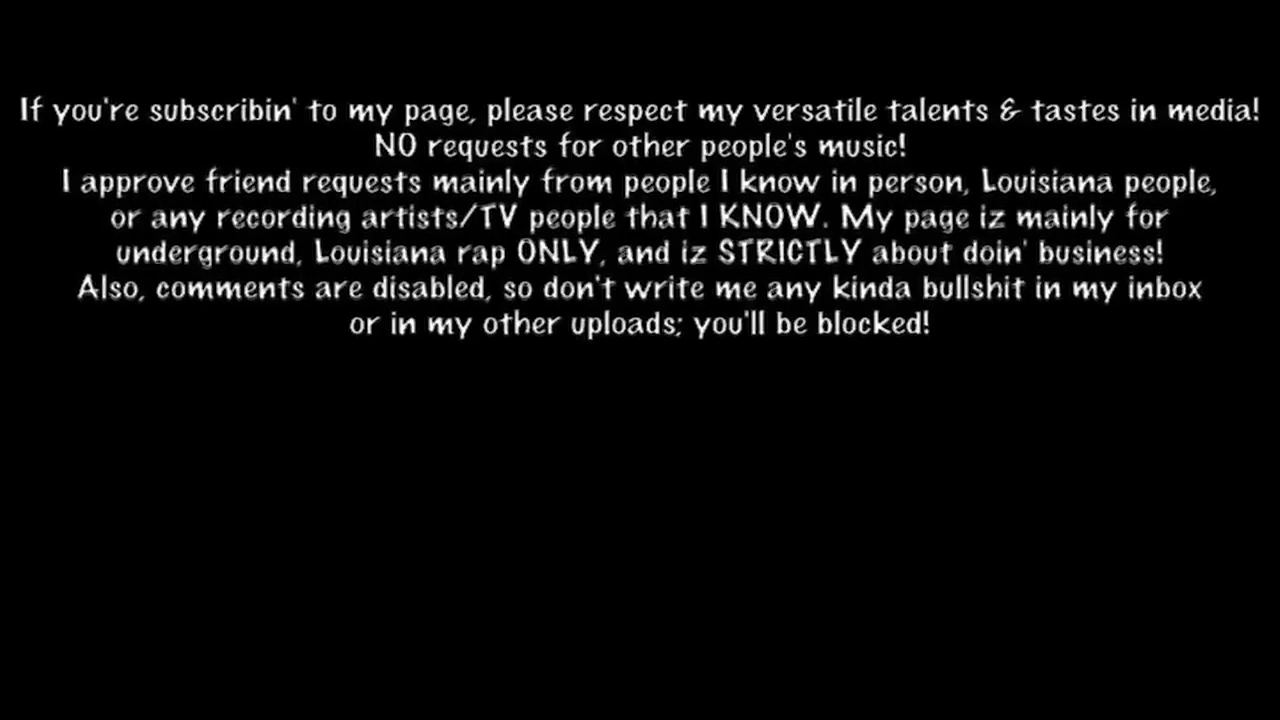 If you're subscribin' to my page, please respect my versatile talents & tastes in media!
NO requests for other people's music!
I approve friend requests mainly from people I know in person, Louisiana people,
or any recording artists/TV people that I KNOW. My page iz mainly for
underground, Louisiana rap ONLY, and iz STRICTLY about doin' business!
Also, comments are disabled, so don't write me any kinda bullshit in my inbox
or in my other uploads; you'll be blocked!